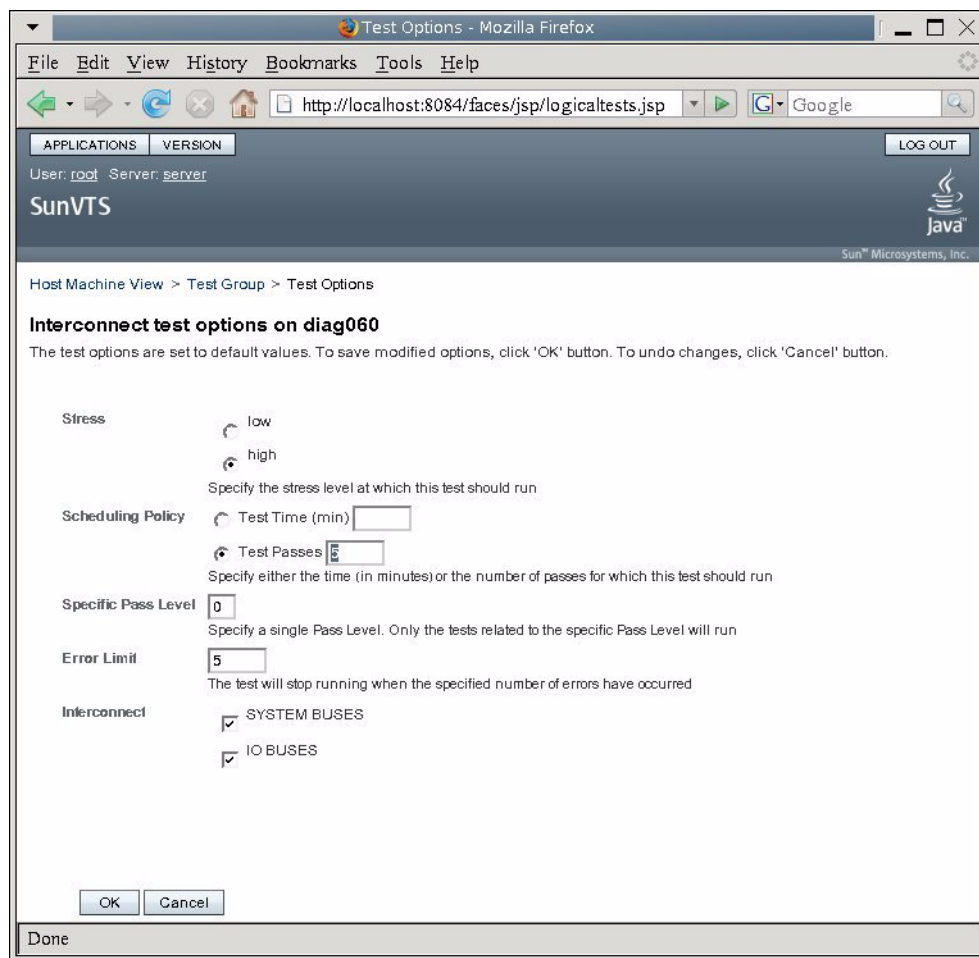 Test Options - Mozilla Firefox
File Edit View History Bookmarks Tools Help
http://localhost:8084/faces/jsp/logicaltests.jsp G Google
APPLICATIONS VERSION LOG OUT
User: root Server: server
SunVTS
Java™
Sun™ Microsystems, Inc.
Host Machine View > Test Group > Test Options
Interconnect test options on diag060
The test options are set to default values. To save modified options, click 'OK' button. To undo changes, click 'Cancel' button.
Stress low
high
Specify the stress level at which this test should run
Scheduling Policy Test Time (min)
Test Passes 5
Specify either the time (in minutes) or the number of passes for which this test should run
Specific Pass Level 0
Specify a single Pass Level. Only the tests related to the specific Pass Level will run
Error Limit 5
The test will stop running when the specified number of errors have occurred
Interconnect SYSTEM BUSES
IO BUSES
OK Cancel
Done